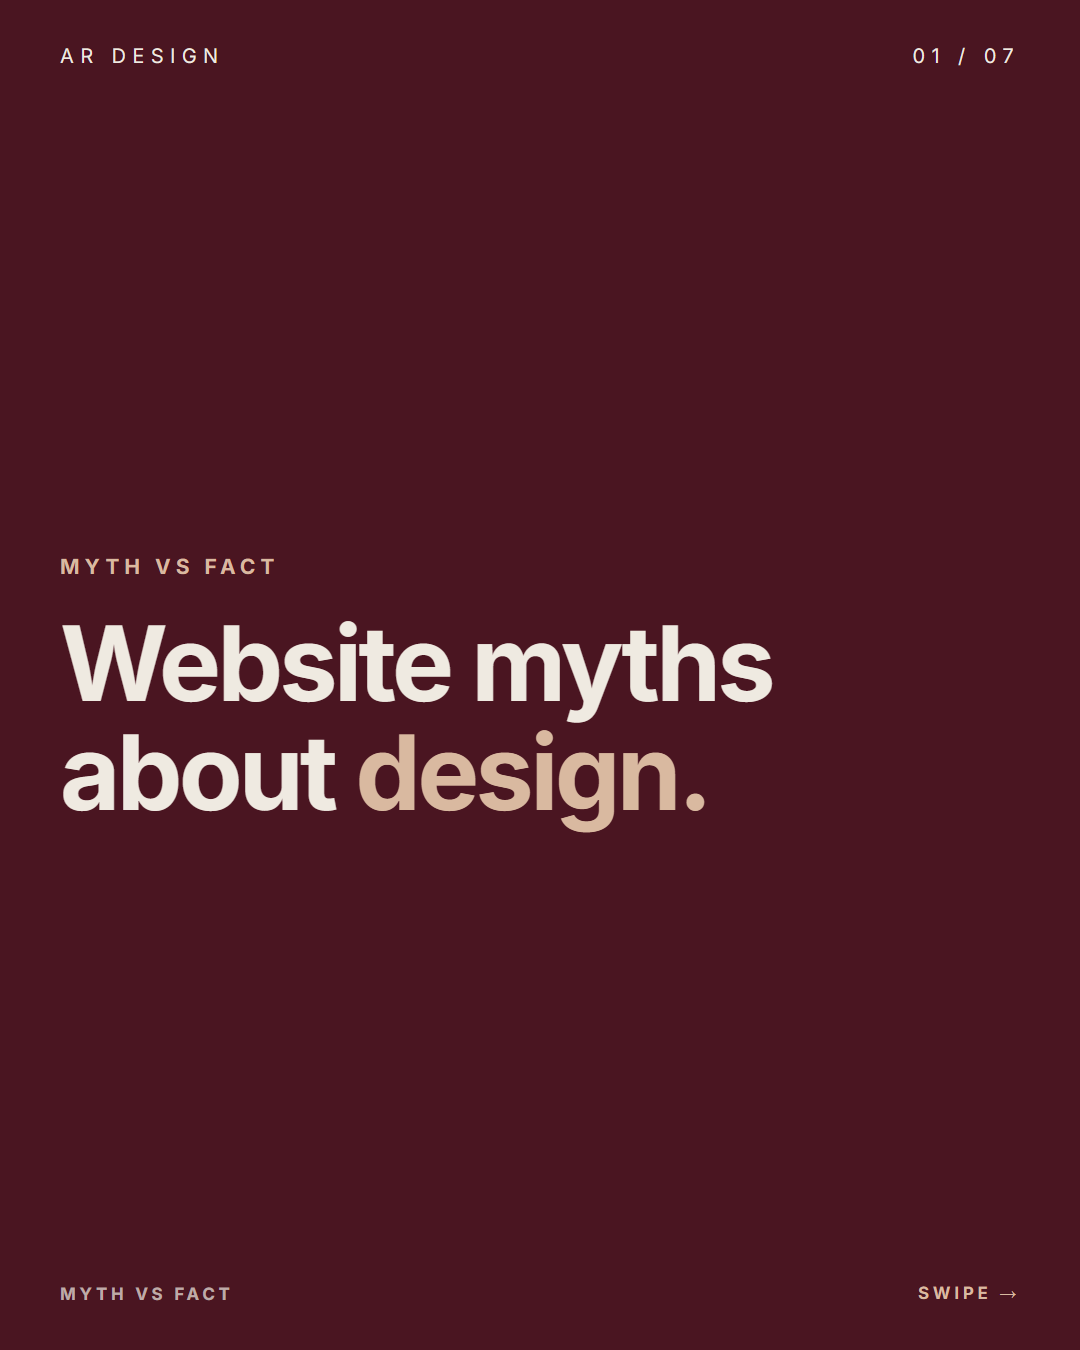 AR DESIGN
01 / 07
MYTH VS FACT
Website myths
about design.
MYTH VS FACT
SWIPE →